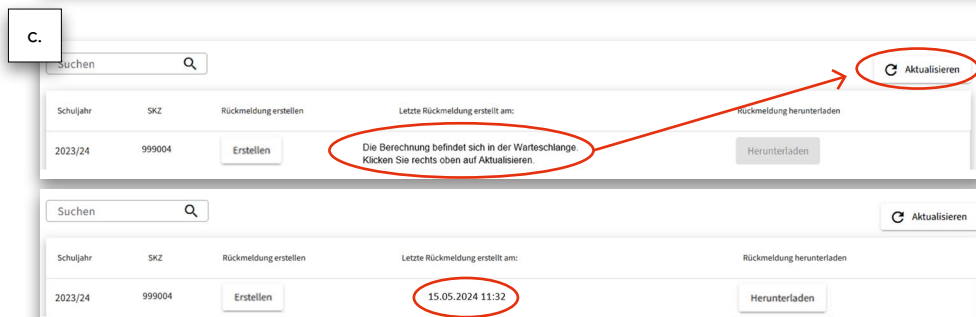 c.
Suchen
Aktualisieren
Schuljahr SKZ Rückmeldung erstellen Letzte Rückmeldung erstellt am: Rückmeldung herunterladen
2023/24 999004 Erstellen Die Berechnung befindet sich in der Warteschlange. Herunterladen
Klicken Sie rechts oben auf Aktualisieren.
Suchen
Aktualisieren
Schuljahr SKZ Rückmeldung erstellen Letzte Rückmeldung erstellt am: Rückmeldung herunterladen
2023/24 999004 Erstellen 15.05.2024 11:32 Herunterladen